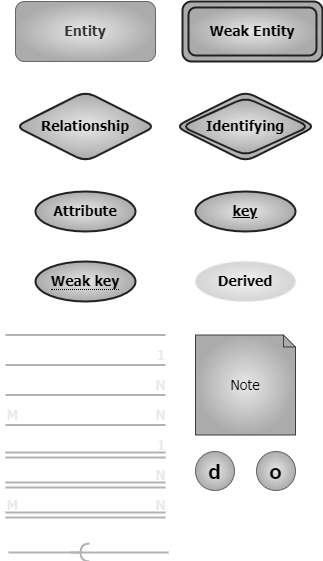 Entity
Weak Entity
Relationship
Identifying
Attribute
key
Weak key
Derived
1
N
M N
1
N
M N
Note
d
o